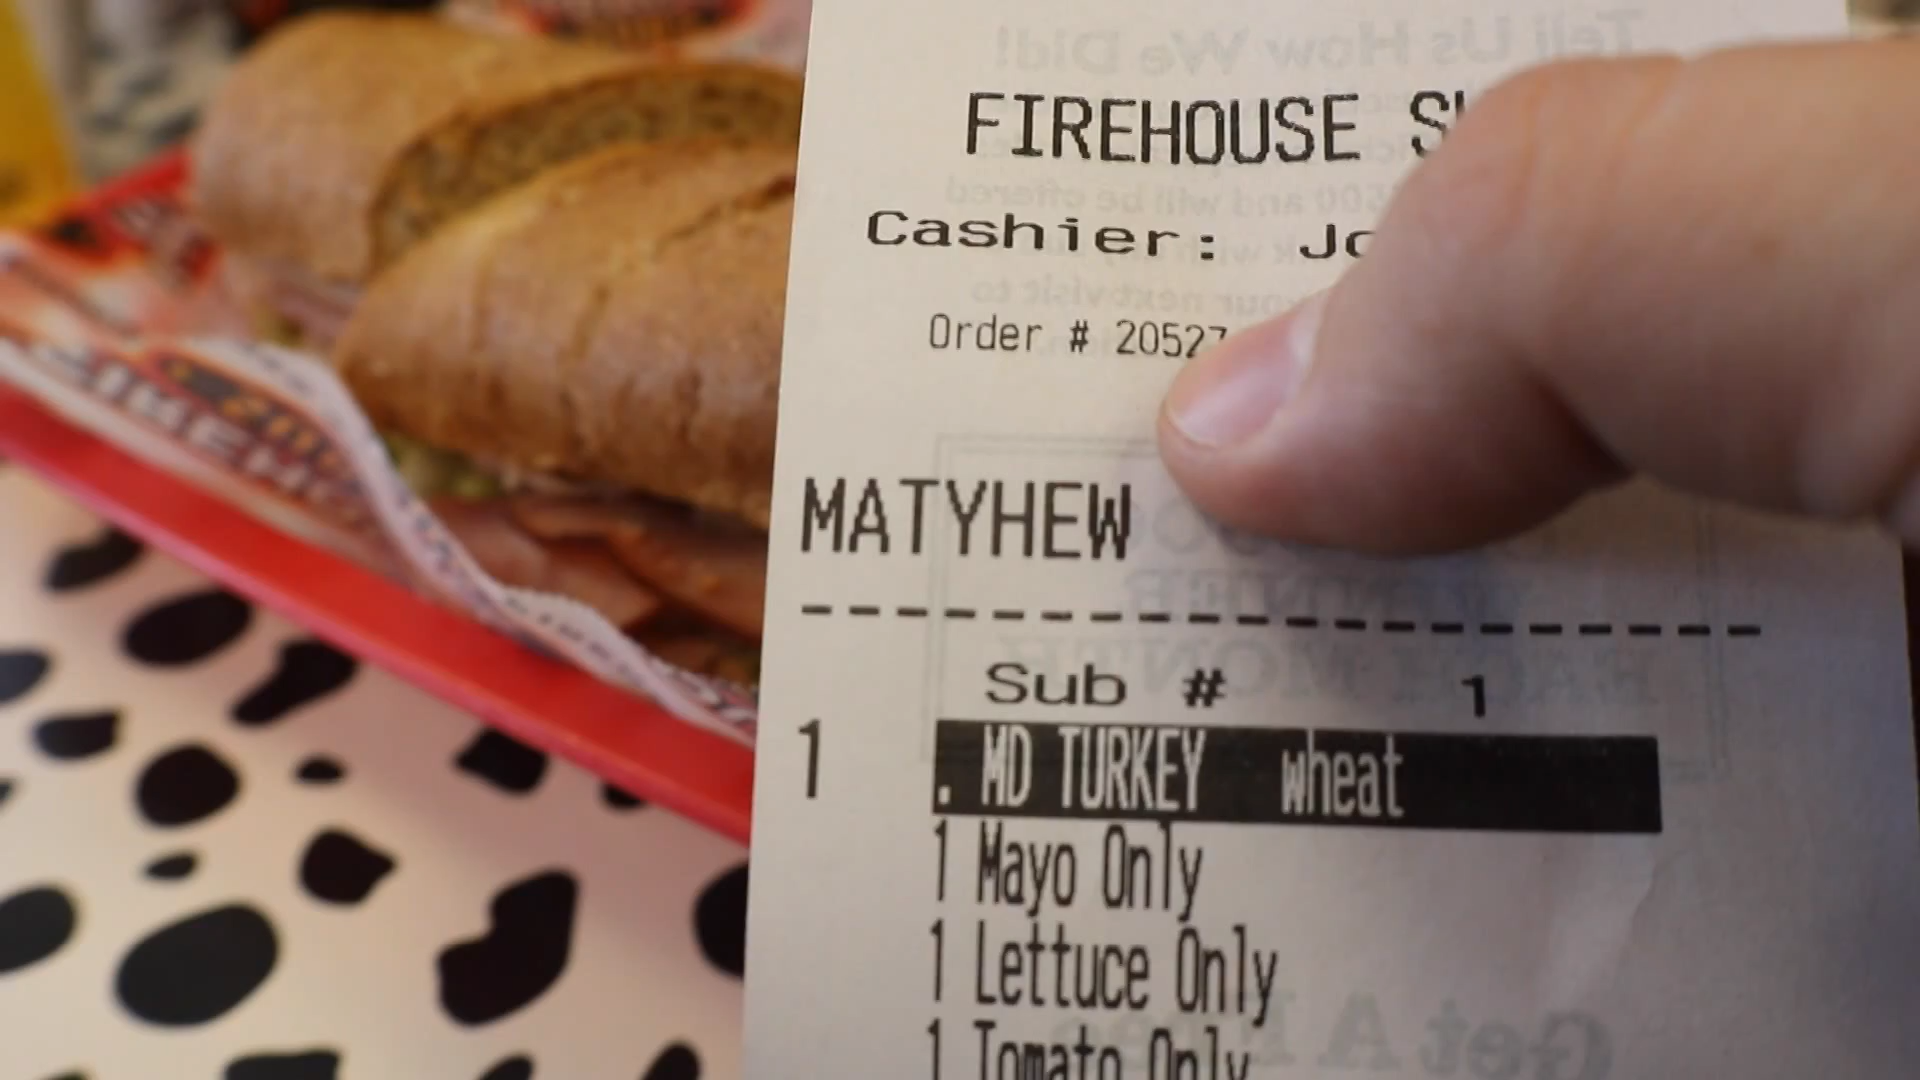 FIREHOUSE
Cashier:
Order # 20527
MATYHEW
Sub # 1
1 . MD TURKEY wheat
1 Mayo Only
1 Lettuce Only
1 Tomato Only